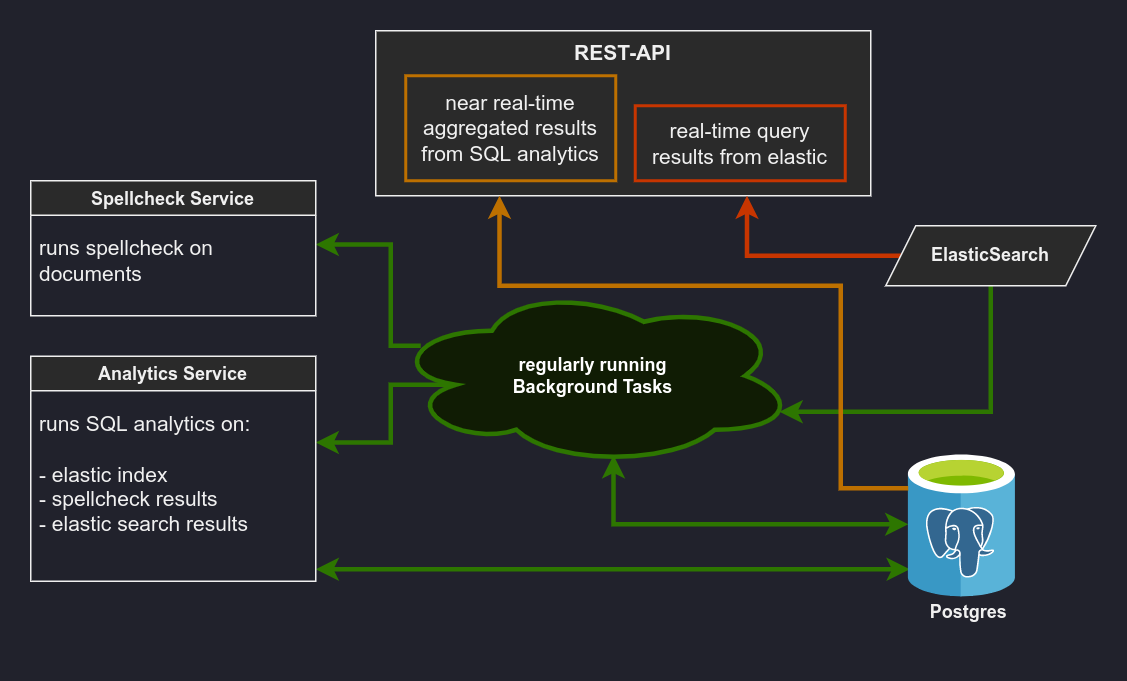 REST-API
near real-time
aggregated results
from SQL analytics
real-time query
results from elastic
Spellcheck Service
runs spellcheck on
documents
ElasticSearch
Analytics Service
runs SQL analytics on:
- elastic index
- spellcheck results
- elastic search results
regularly running
Background Tasks
Postgres